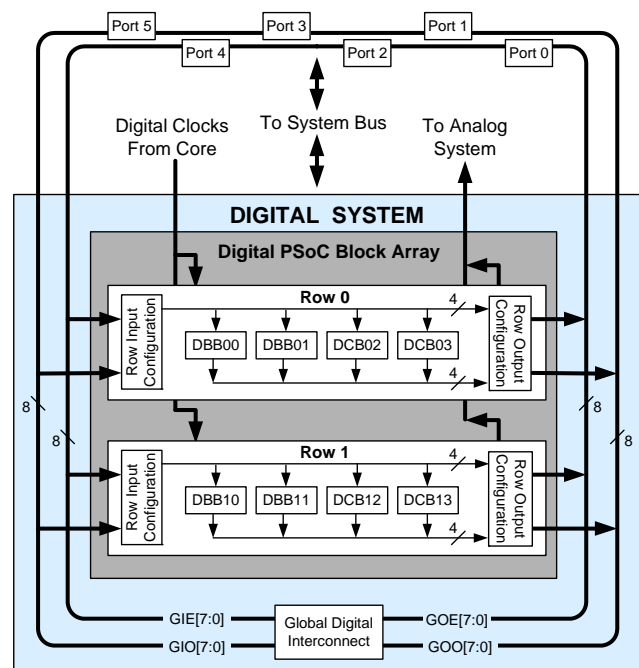 Port 5
Port 3
Port 1
Port 4
Port 2
Port 0
Digital Clocks
From Core
To System Bus
To Analog
System
DIGITAL SYSTEM
Digital PSoC Block Array
Row 0
4
Row Input
Configuration
DBB00
DBB01
DCB02
DCB03
4
Row Output
Configuration
8
8
8
8
Row 1
4
Row Input
Configuration
DBB10
DBB11
DCB12
DCB13
4
Row Output
Configuration
GIE[7:0]
GIO[7:0]
Global Digital
Interconnect
GOE[7:0]
GOO[7:0]